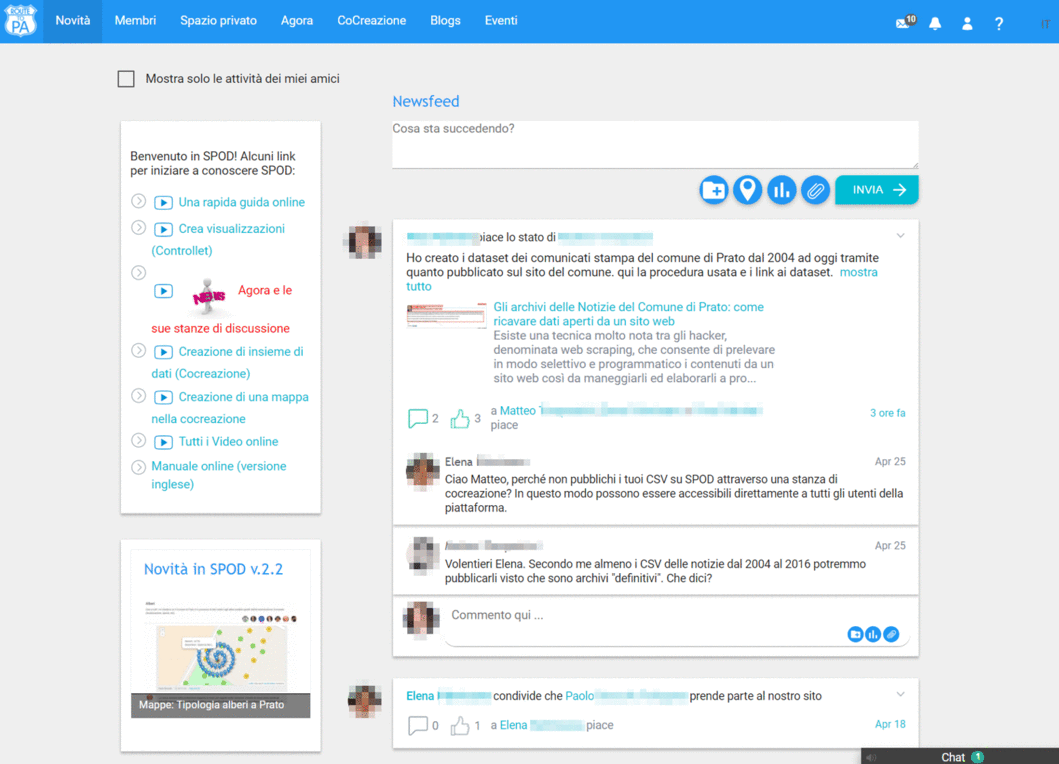 ROUTE TO PA
Novità Membri Spazio privato Agora CoCreazione Blogs Eventi 10 ? IT
Mostra solo le attività dei miei amici
Newsfeed
Cosa sta succedendo?
INVIA
Benvenuto in SPOD! Alcuni link
per iniziare a conoscere SPOD:
Una rapida guida online
Crea visualizzazioni
(Controllet)
NEWS Agora e le
sue stanze di discussione
Creazione di insieme di
dati (Cocreazione)
Creazione di una mappa
nella cocreazione
Tutti i Video online
Manuale online (versione
inglese)
Novità in SPOD v.2.2
Mappe: Tipologia alberi a Prato
piace lo stato di
Ho creato i dataset dei comunicati stampa del comune di Prato dal 2004 ad oggi tramite
quanto pubblicato sul sito del comune. qui la procedura usata e i link ai dataset. mostra
tutto
Gli archivi delle Notizie del Comune di Prato: come
ricavare dati aperti da un sito web
Esiste una tecnica molto nota tra gli hacker,
denominata web scraping, che consente di prelevare
in modo selettivo e programmatico i contenuti da un
sito web così da maneggiarli ed elaborarli a pro...
2 3 a Matteo
piace
3 ore fa
Elena
Apr 25
Ciao Matteo, perché non pubblichi i tuoi CSV su SPOD attraverso una stanza di
cocreazione? In questo modo possono essere accessibili direttamente a tutti gli utenti della
piattaforma.
Apr 25
Volentieri Elena. Secondo me almeno i CSV delle notizie dal 2004 al 2016 potremmo
pubblicarli visto che sono archivi "definitivi". Che dici?
Commento qui ...
Elena condivide che Paolo prende parte al nostro sito
0 1 a Elena piace
Apr 18
Chat 1